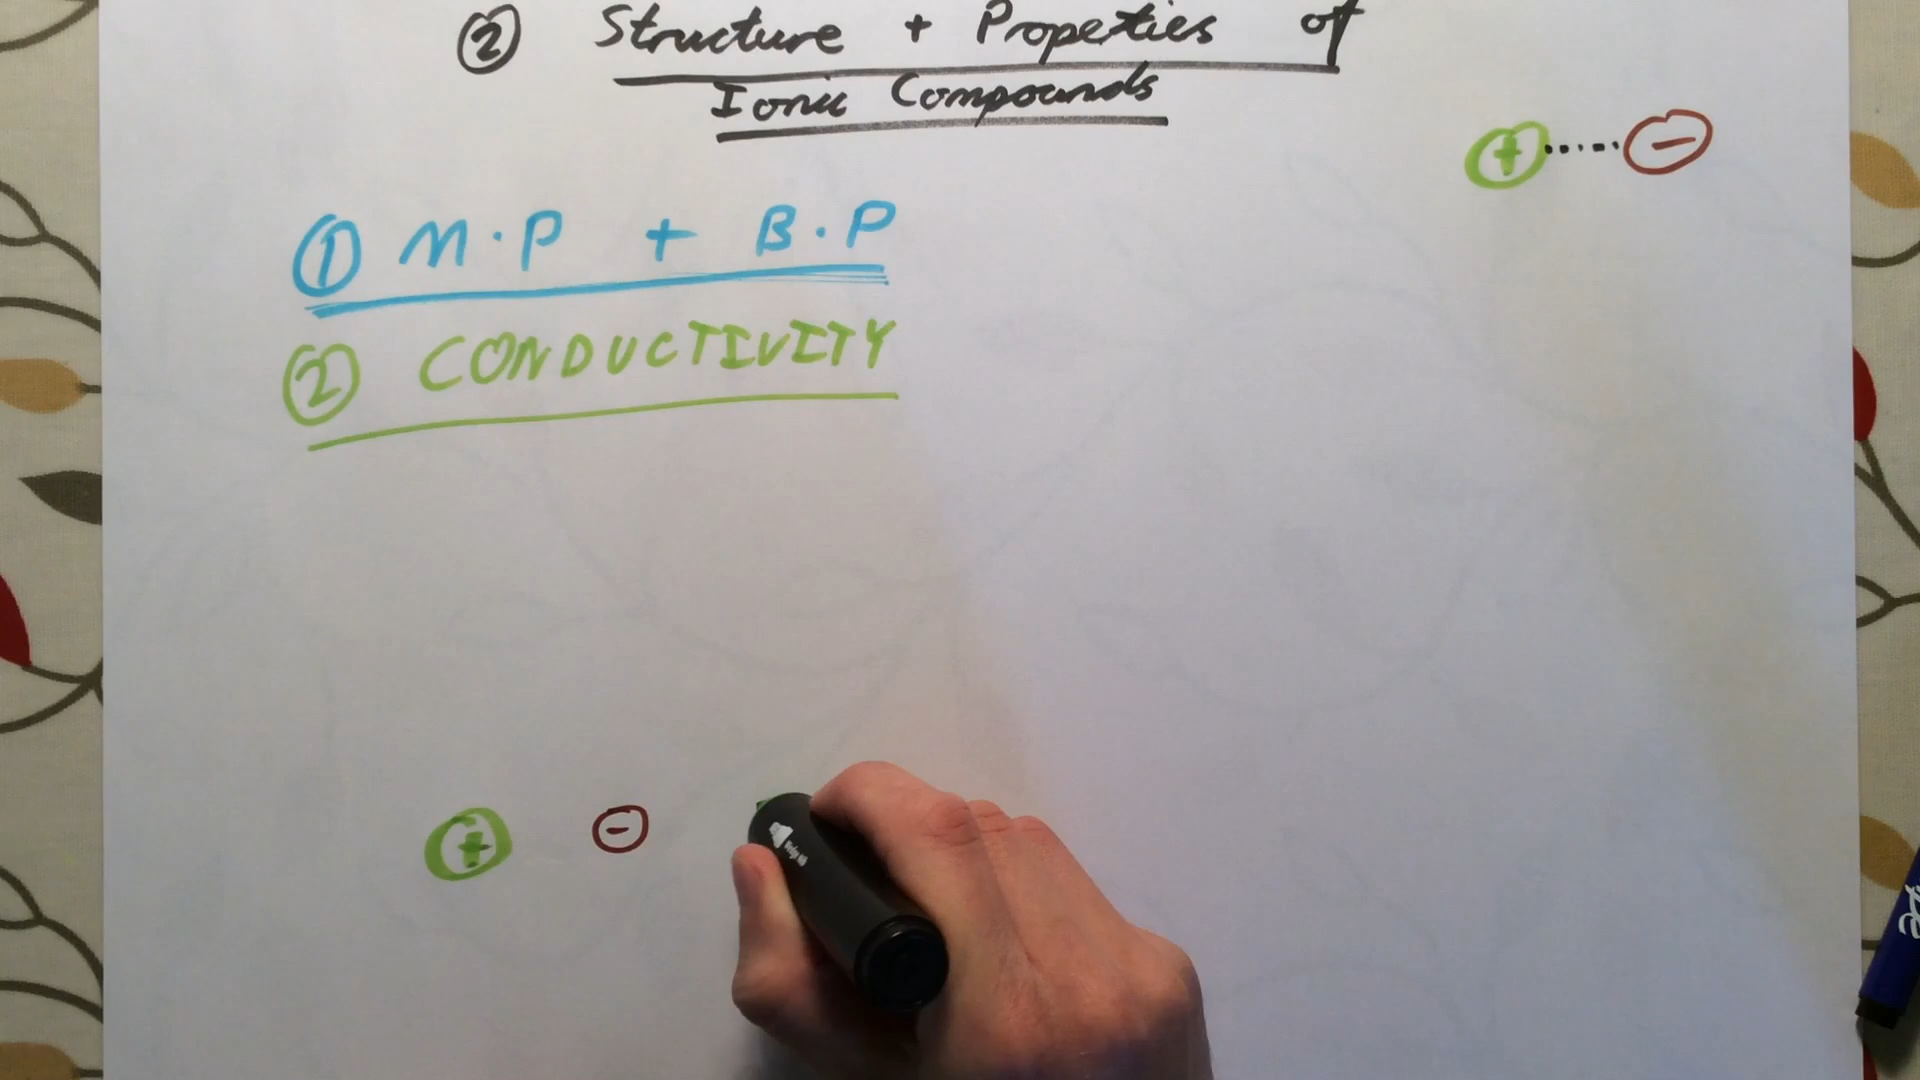 ② Structure + Properties of
Ionic Compounds
+ ..... -
① M.P + B.P
② CONDUCTIVITY
+ -